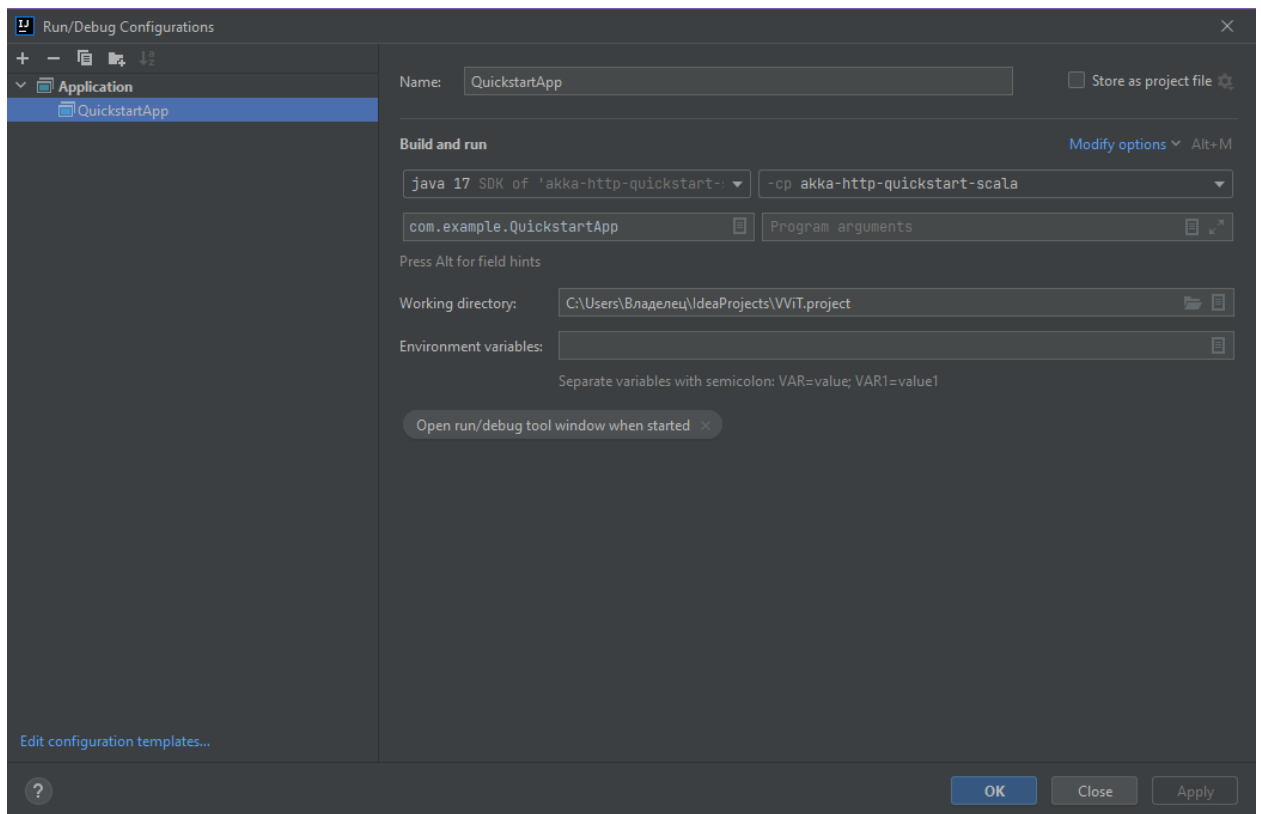 Run/Debug Configurations
Application
QuickstartApp
Edit configuration templates...
Name: QuickstartApp
Store as project file
Build and run
Modify options Alt+M
java 17 SDK of 'akka-http-quickstart- -cp akka-http-quickstart-scala
com.example.QuickstartApp Program arguments
Press Alt for field hints
Working directory: C:\Users\Владелец\IdeaProjects\VViT.project
Environment variables:
Separate variables with semicolon: VAR=value; VAR1=value1
Open run/debug tool window when started
? OK Close Apply